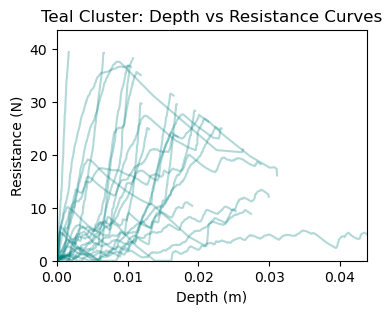 Teal Cluster: Depth vs Resistance Curves
Resistance (N)
40
30
20
10
0
0.00 0.01 0.02 0.03 0.04
Depth (m)